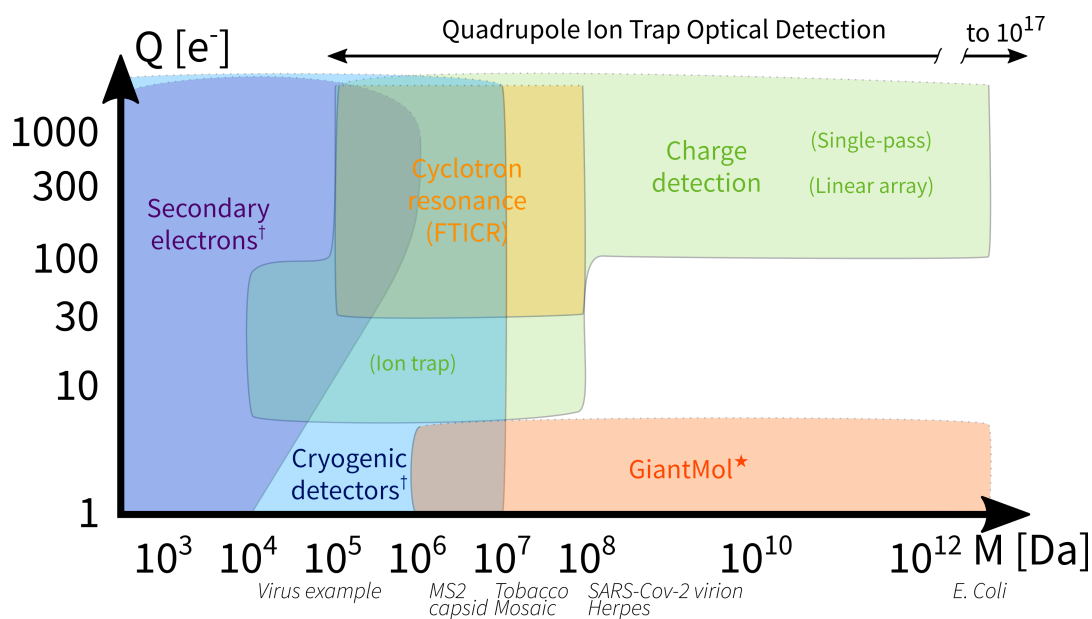 Quadrupole Ion Trap Optical Detection
to 10¹⁷
Q [e⁻]
1000
300
100
30
10
1
Secondary
electrons†
Cyclotron
resonance
(FTICR)
Charge
detection
(Single-pass)
(Linear array)
(Ion trap)
Cryogenic
detectors†
GiantMol★
10³ 10⁴ 10⁵ 10⁶ 10⁷ 10⁸ 10¹⁰ 10¹² M [Da]
Virus example
MS2
capsid
Tobacco
Mosaic
SARS-Cov-2 virion
Herpes
E. Coli